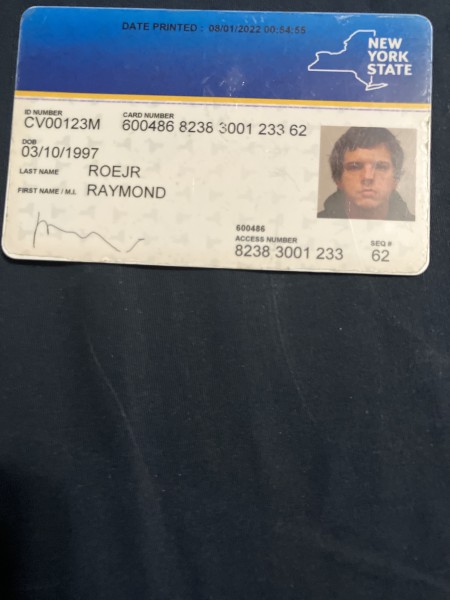 DATE PRINTED : 08/01/2022 00:54:55
NEW
YORK
STATE
ID NUMBER
CV00123M
CARD NUMBER
600486 8238 3001 233 62
DOB
03/10/1997
LAST NAME ROEJR
FIRST NAME / M.I. RAYMOND
600486
ACCESS NUMBER
8238 3001 233
SEQ #
62